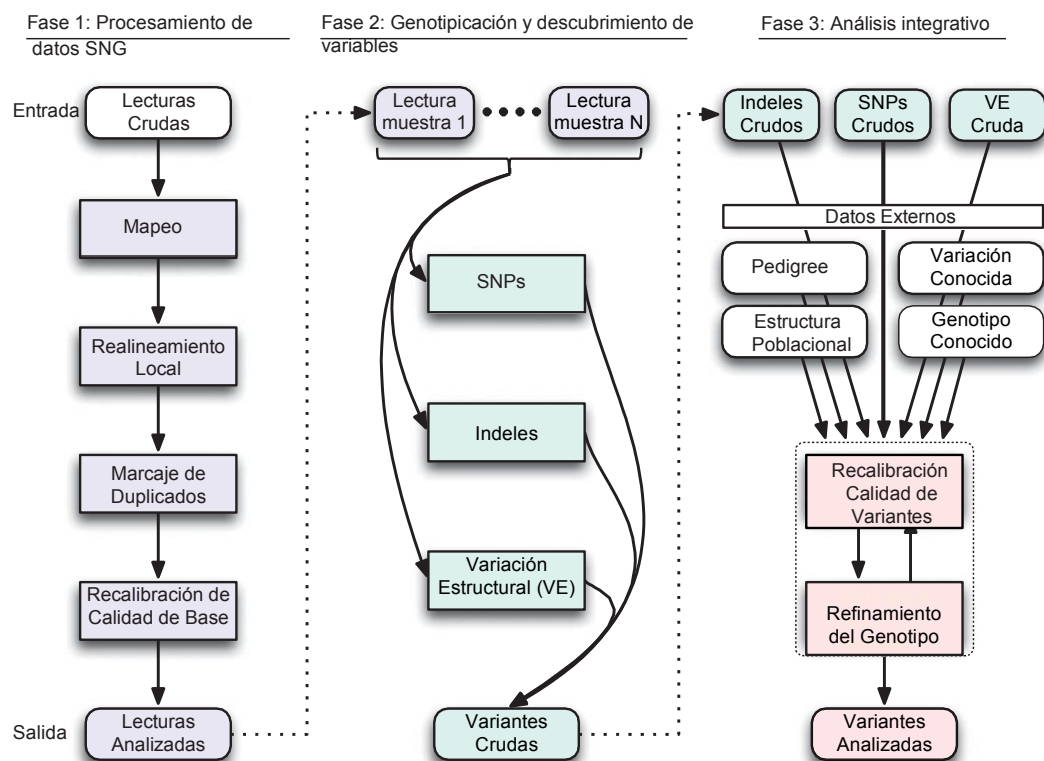 Fase 1: Procesamiento de
datos SNG
Entrada
Lecturas
Crudas
Mapeo
Realineamiento
Local
Marcaje de
Duplicados
Recalibración de
Calidad de Base
Salida
Lecturas
Analizadas
Fase 2: Genotipicación y descubrimiento de
variables
Lectura
muestra 1
Lectura
muestra N
SNPs
Indeles
Variación
Estructural (VE)
Variantes
Crudas
Fase 3: Análisis integrativo
Indeles
Crudos
SNPs
Crudos
VE
Cruda
Datos Externos
Pedigree
Variación
Conocida
Estructura
Poblacional
Genotipo
Conocido
Recalibración
Calidad de
Variantes
Refinamiento
del Genotipo
Variantes
Analizadas